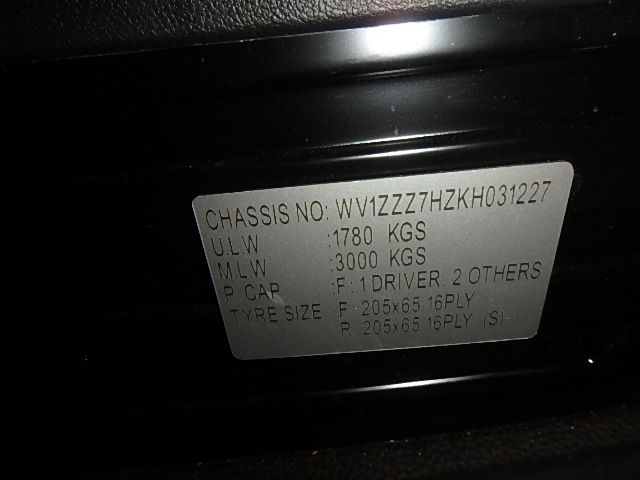 CHASSIS NO: WV1ZZZ7HZKH031227
U.L.W :1780 KGS
M.L.W :3000 KGS
P. CAP :F: 1 DRIVER, 2 OTHERS
TYRE SIZE F: 205x65 16PLY
R 205x65 16PLY (S)